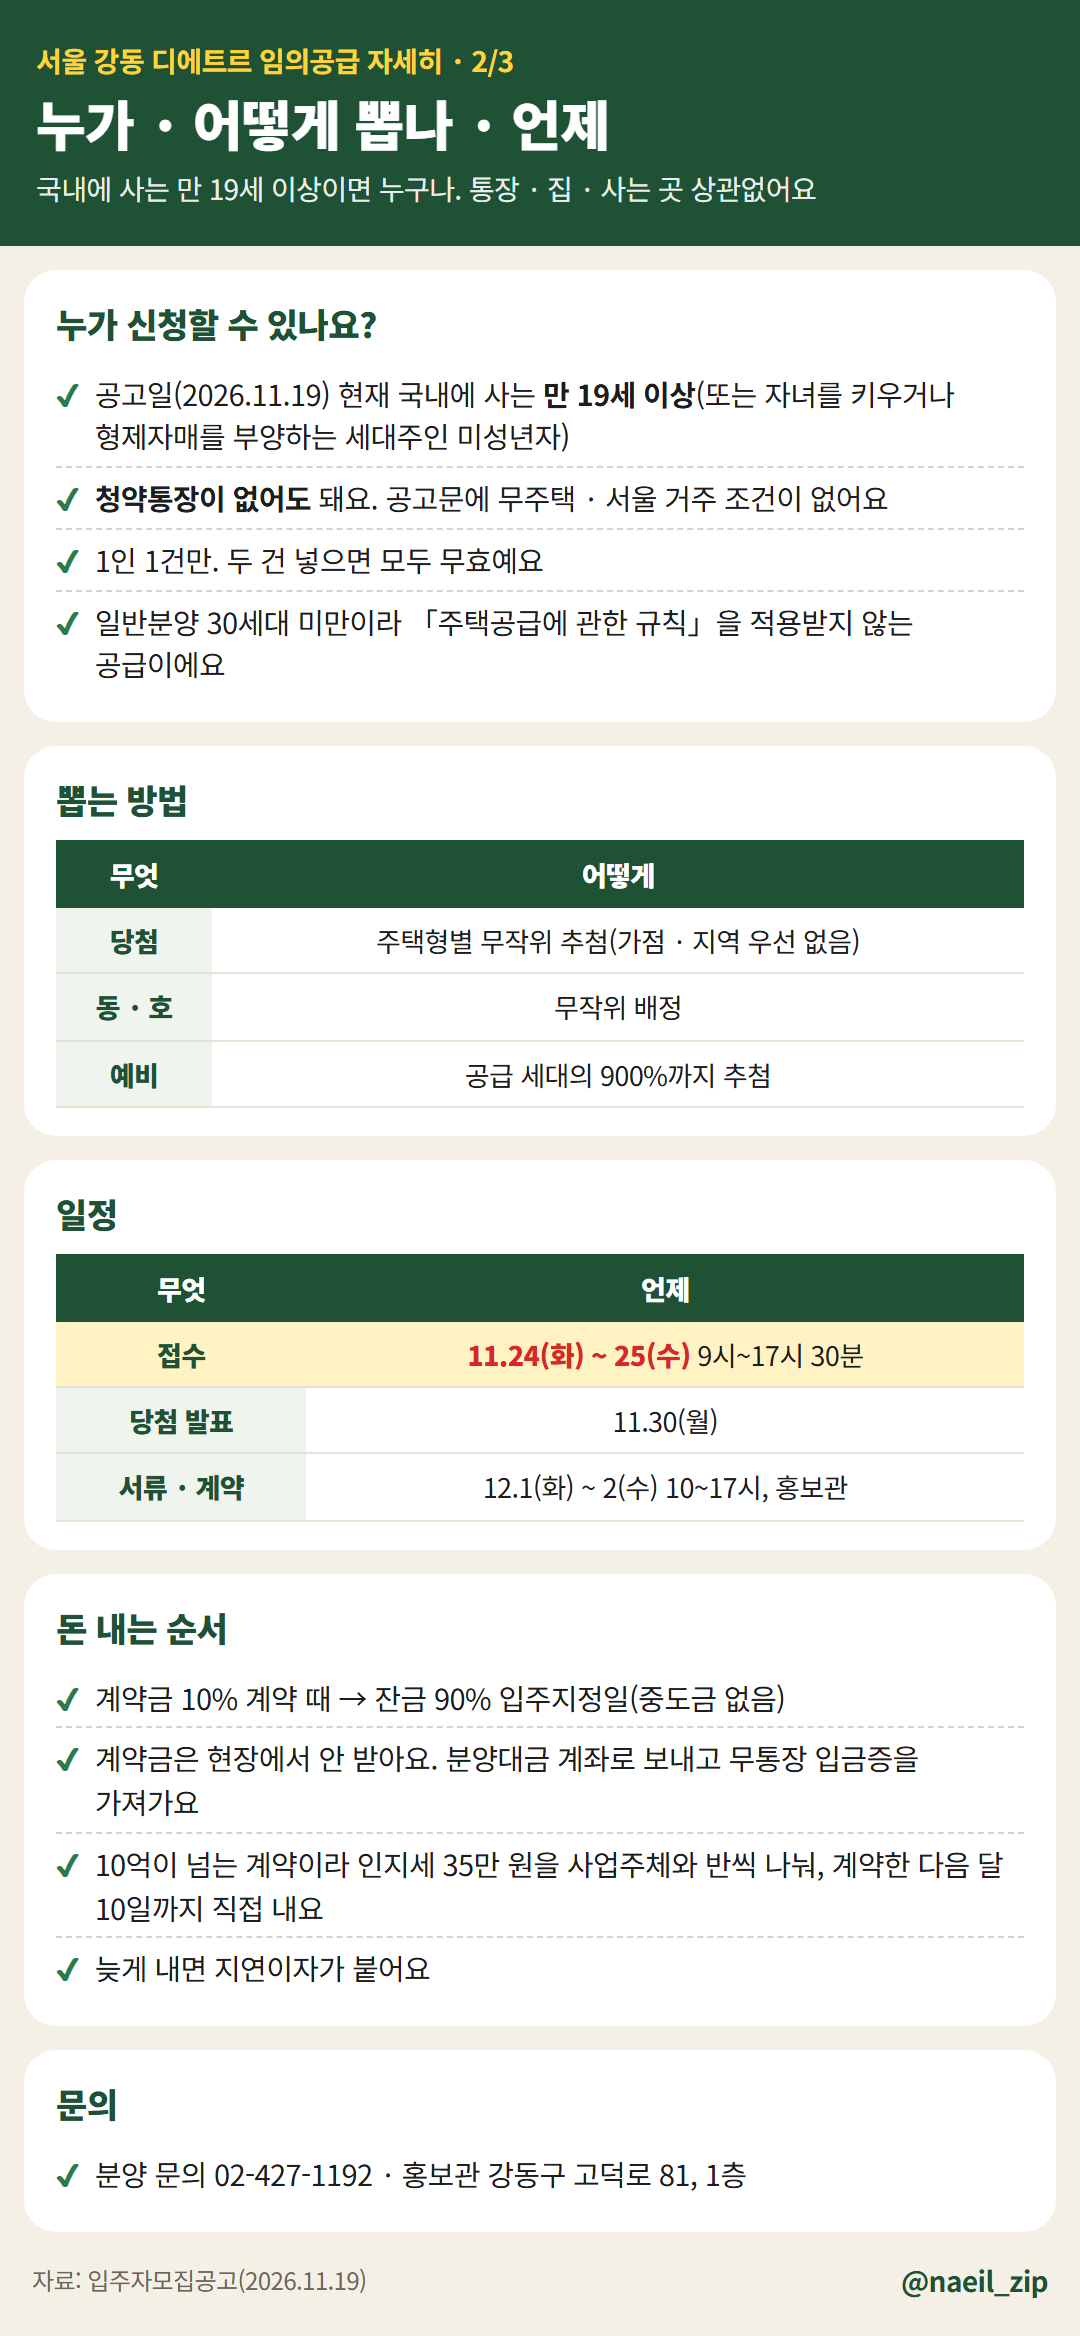 서울 강동 디에트르 임의공급 자세히 · 2/3
누가 · 어떻게 뽑나 · 언제
국내에 사는 만 19세 이상이면 누구나. 통장 · 집 · 사는 곳 상관없어요
누가 신청할 수 있나요?
✔ 공고일(2026.11.19) 현재 국내에 사는 만 19세 이상(또는 자녀를 키우거나
형제자매를 부양하는 세대주인 미성년자)
✔ 청약통장이 없어도 돼요. 공고문에 무주택 · 서울 거주 조건이 없어요
✔ 1인 1건만. 두 건 넣으면 모두 무효예요
✔ 일반분양 30세대 미만이라 「주택공급에 관한 규칙」을 적용받지 않는
공급이에요
뽑는 방법
무엇 어떻게
당첨 주택형별 무작위 추첨(가점 · 지역 우선 없음)
동 · 호 무작위 배정
예비 공급 세대의 900%까지 추첨
일정
무엇 언제
접수 11.24(화) ~ 25(수) 9시~17시 30분
당첨 발표 11.30(월)
서류 · 계약 12.1(화) ~ 2(수) 10~17시, 홍보관
돈 내는 순서
✔ 계약금 10% 계약 때 → 잔금 90% 입주지정일(중도금 없음)
✔ 계약금은 현장에서 안 받아요. 분양대금 계좌로 보내고 무통장 입금증을
가져가요
✔ 10억이 넘는 계약이라 인지세 35만 원을 사업주체와 반씩 나눠, 계약한 다음 달
10일까지 직접 내요
✔ 늦게 내면 지연이자가 붙어요
문의
✔ 분양 문의 02-427-1192 · 홍보관 강동구 고덕로 81, 1층
자료: 입주자모집공고(2026.11.19)
@naeil_zip